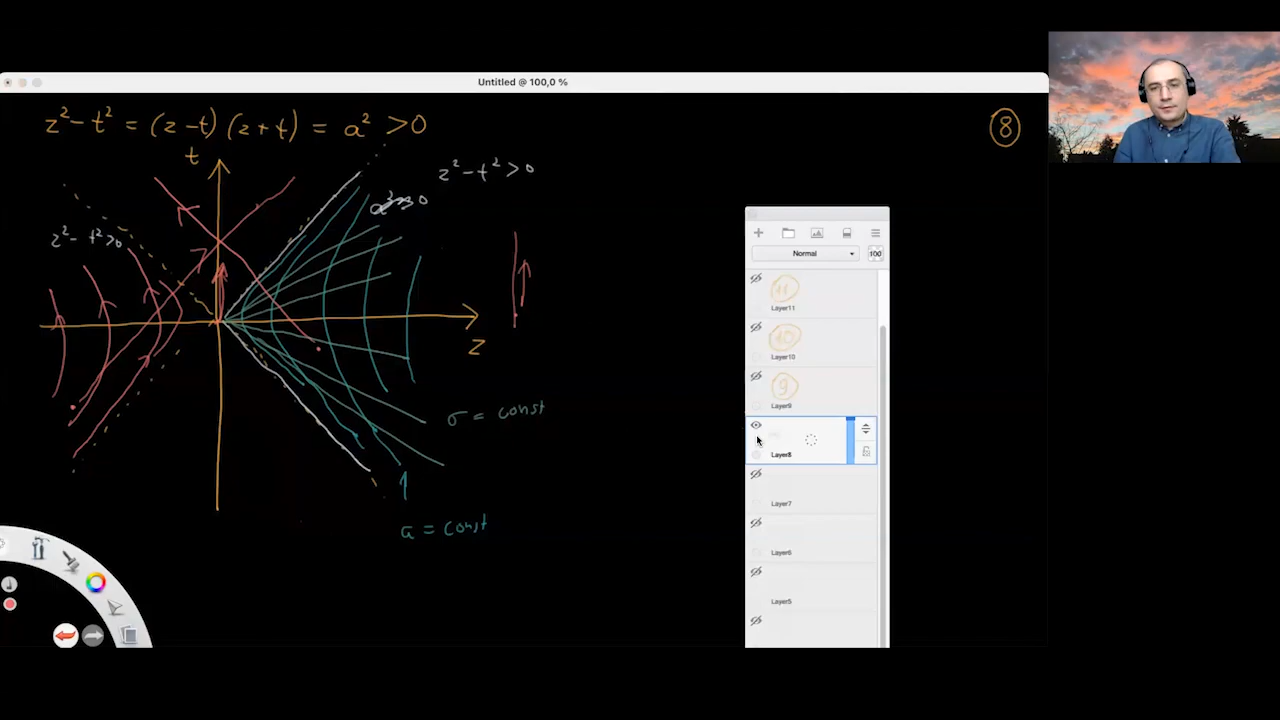 Untitled @ 100,0 %
z² - t² = (z - t) (z + t) = a² > 0
8
t
z² - t² > 0
z² - t² > 0
z
σ = const
a = const
Normal
100
11
Layer11
10
Layer10
9
Layer9
Layer8
Layer7
Layer6
Layer5